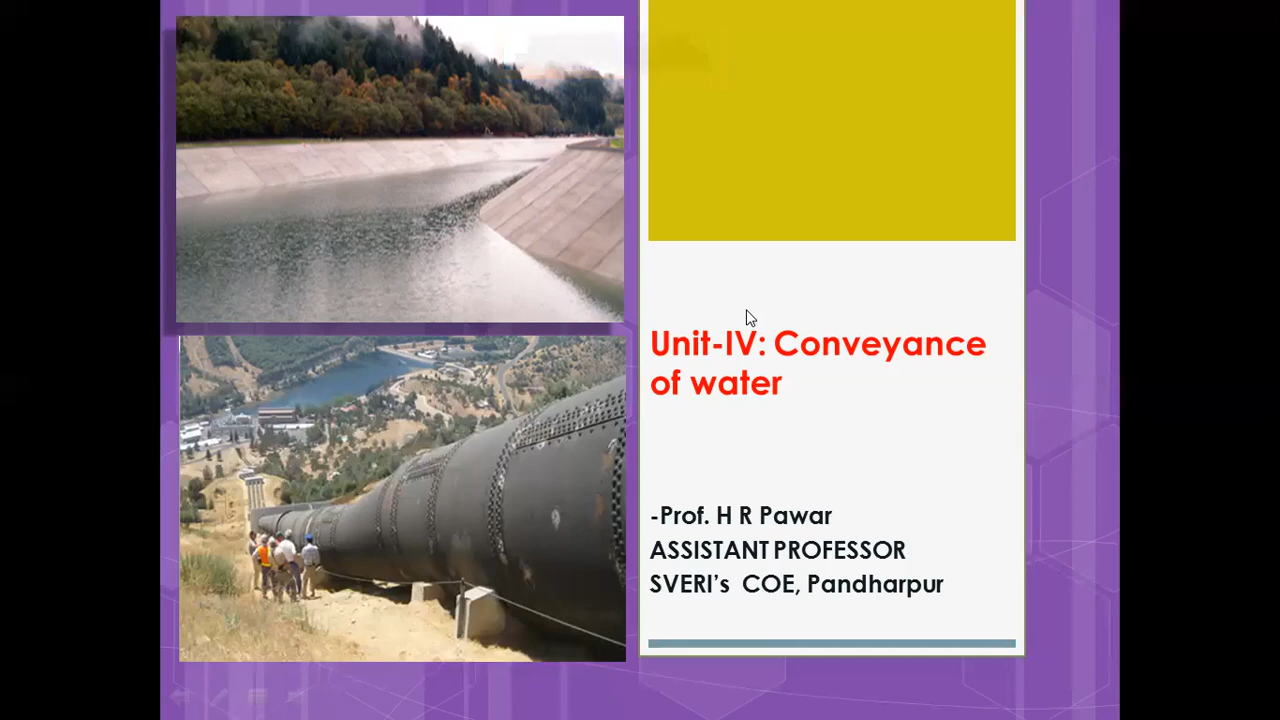 Unit-IV: Conveyance
of water
-Prof. H R Pawar
ASSISTANT PROFESSOR
SVERI’s COE, Pandharpur